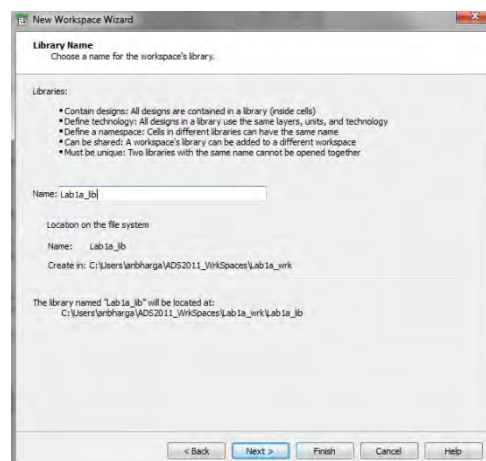 New Workspace Wizard
Library Name
Choose a name for the workspace's library.
Libraries:
• Contain designs: All designs are contained in a library (inside cells)
• Define technology: All designs in a library use the same layers, units, and technology
• Define a namespace: Cells in different libraries can have the same name
• Can be shared: A workspace's library can be added to a different workspace
• Must be unique: Two libraries with the same name cannot be opened together
Name: Lab1a_lib
Location on the file system
Name: Lab1a_lib
Create in: C:\Users\anbharga\ADS2011_WrkSpaces\Lab1a_wrk
The library named "Lab1a_lib" will be located at:
C:\Users\anbharga\ADS2011_WrkSpaces\Lab1a_wrk\Lab1a_lib
< Back Next > Finish Cancel Help